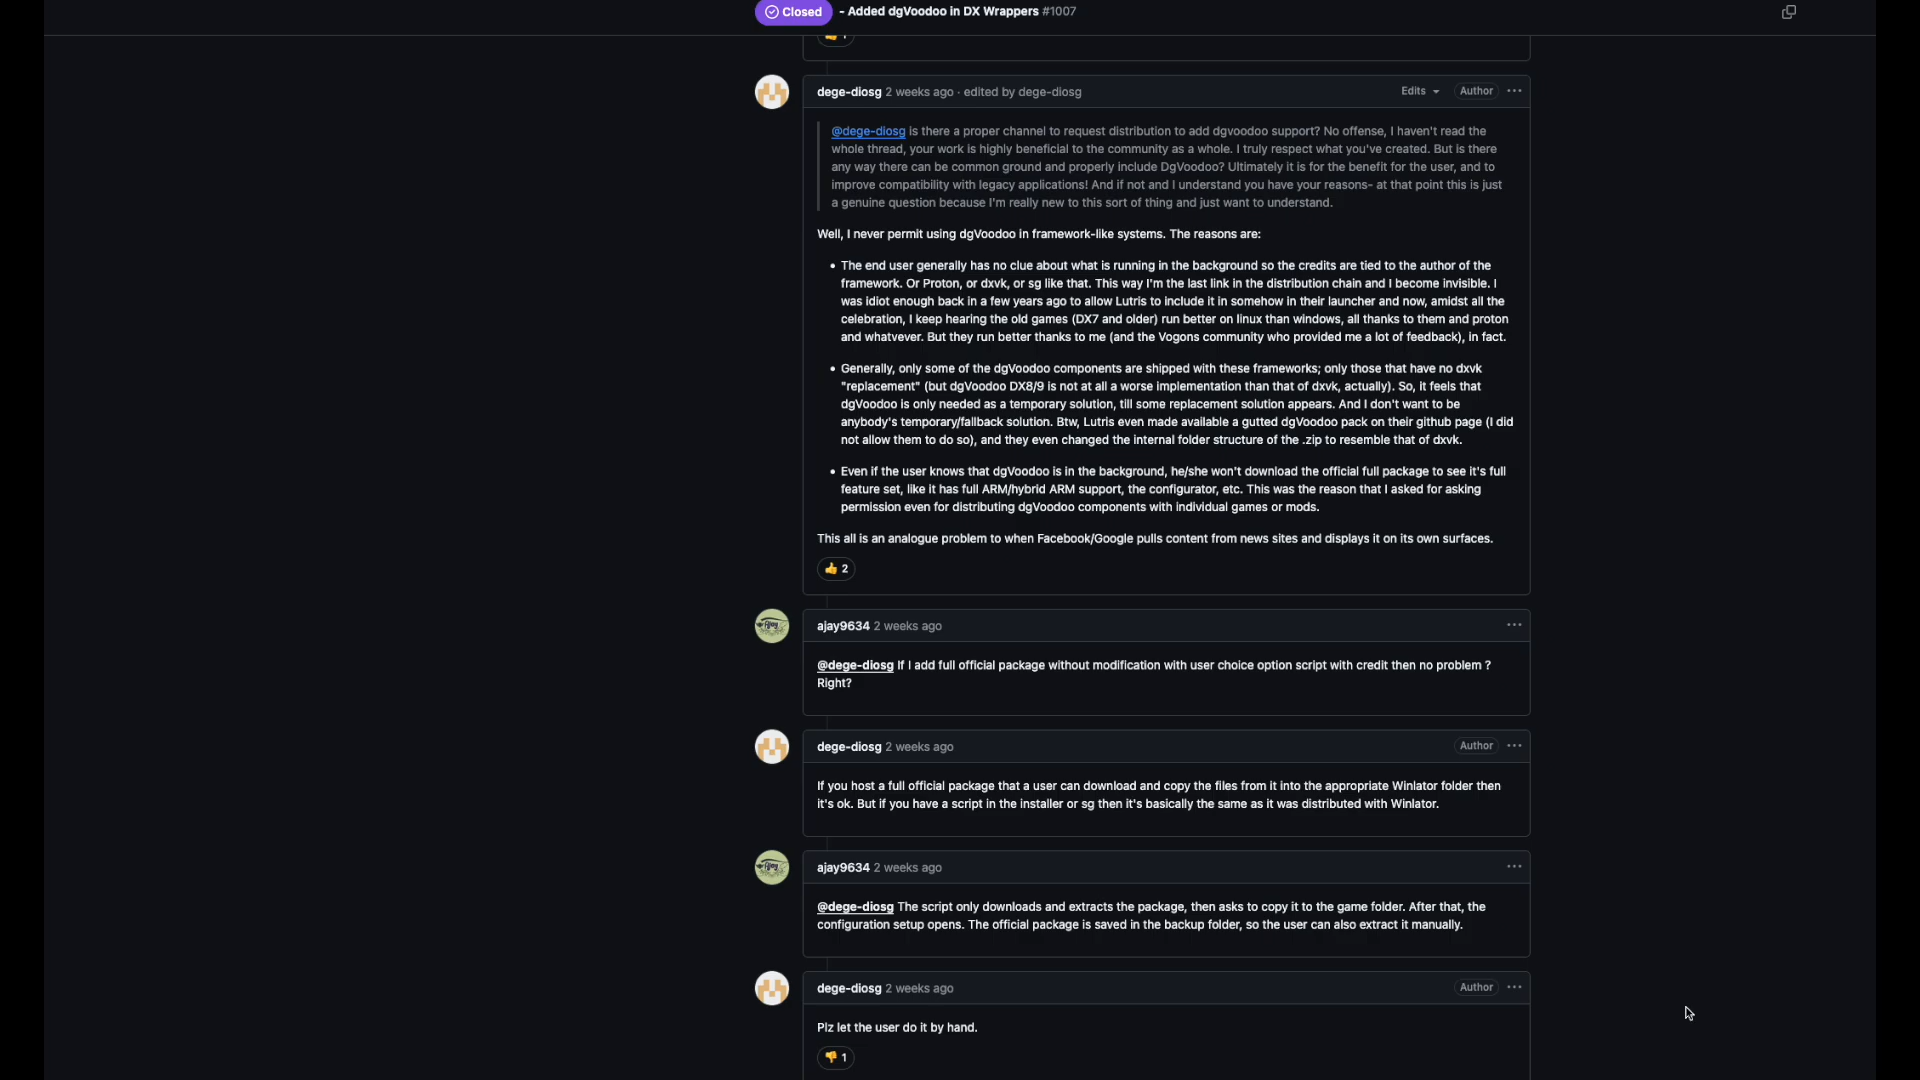 Closed - Added dgVoodoo in DX Wrappers #1007
dege-diosg 2 weeks ago · edited by dege-diosg Edits Author
@dege-diosg is there a proper channel to request distribution to add dgvoodoo support? No offense, I haven't read the
whole thread, your work is highly beneficial to the community as a whole. I truly respect what you've created. But is there
any way there can be common ground and properly include DgVoodoo? Ultimately it is for the benefit for the user, and to
improve compatibility with legacy applications! And if not and I understand you have your reasons- at that point this is just
a genuine question because I'm really new to this sort of thing and just want to understand.
Well, I never permit using dgVoodoo in framework-like systems. The reasons are:
• The end user generally has no clue about what is running in the background so the credits are tied to the author of the
framework. Or Proton, or dxvk, or sg like that. This way I'm the last link in the distribution chain and I become invisible. I
was idiot enough back in a few years ago to allow Lutris to include it in somehow in their launcher and now, amidst all the
celebration, I keep hearing the old games (DX7 and older) run better on linux than windows, all thanks to them and proton
and whatvever. But they run better thanks to me (and the Vogons community who provided me a lot of feedback), in fact.
• Generally, only some of the dgVoodoo components are shipped with these frameworks; only those that have no dxvk
"replacement" (but dgVoodoo DX8/9 is not at all a worse implementation than that of dxvk, actually). So, it feels that
dgVoodoo is only needed as a temporary solution, till some replacement solution appears. And I don't want to be
anybody's temporary/fallback solution. Btw, Lutris even made available a gutted dgVoodoo pack on their github page (I did
not allow them to do so), and they even changed the internal folder structure of the .zip to resemble that of dxvk.
• Even if the user knows that dgVoodoo is in the background, he/she won't download the official full package to see it's full
feature set, like it has full ARM/hybrid ARM support, the configurator, etc. This was the reason that I asked for asking
permission even for distributing dgVoodoo components with individual games or mods.
This all is an analogue problem to when Facebook/Google pulls content from news sites and displays it on its own surfaces.
👍 2
ajay9634 2 weeks ago
@dege-diosg If I add full official package without modification with user choice option script with credit then no problem ?
Right?
dege-diosg 2 weeks ago Author
If you host a full official package that a user can download and copy the files from it into the appropriate Winlator folder then
it's ok. But if you have a script in the installer or sg then it's basically the same as it was distributed with Winlator.
ajay9634 2 weeks ago
@dege-diosg The script only downloads and extracts the package, then asks to copy it to the game folder. After that, the
configuration setup opens. The official package is saved in the backup folder, so the user can also extract it manually.
dege-diosg 2 weeks ago Author
Plz let the user do it by hand.
👎 1